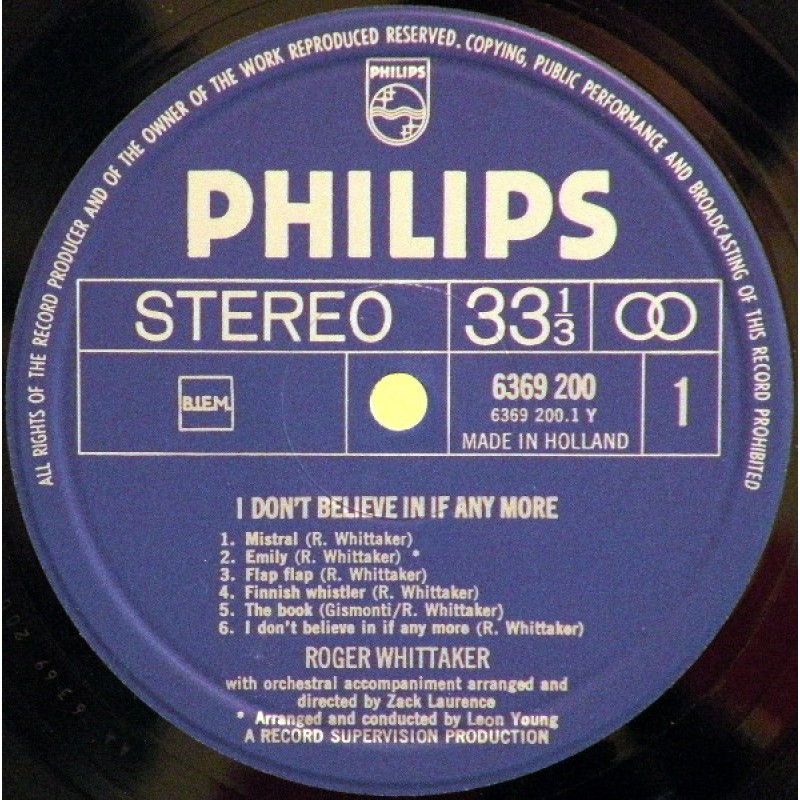 ALL RIGHTS OF THE RECORD PRODUCER AND OF THE OWNER OF THE WORK REPRODUCED RESERVED. COPYING, PUBLIC PERFORMANCE AND BROADCASTING OF THIS RECORD PROHIBITED
PHILIPS
PHILIPS
STEREO 33 1/3
B.I.E.M. 6369 200 1
6369 200.1 Y
MADE IN HOLLAND
I DON'T BELIEVE IN IF ANY MORE
1. Mistral (R. Whittaker)
2. Emily (R. Whittaker) *
3. Flap flap (R. Whittaker)
4. Finnish whistler (R. Whittaker)
5. The book (Gismonti/R. Whittaker)
6. I don't believe in if any more (R. Whittaker)
ROGER WHITTAKER
with orchestral accompaniment arranged and
directed by Zack Laurence
* Arranged and conducted by Leon Young
A RECORD SUPERVISION PRODUCTION